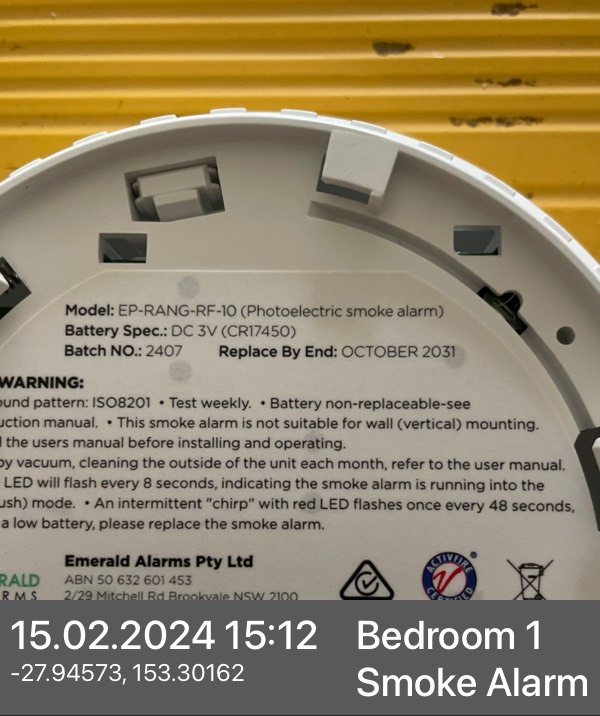 Model: EP-RANG-RF-10 (Photoelectric smoke alarm)
Battery Spec.: DC 3V (CR17450)
Batch NO.: 2407 Replace By End: OCTOBER 2031
WARNING:
ound pattern: ISO8201 • Test weekly. • Battery non-replaceable-see
uction manual. • This smoke alarm is not suitable for wall (vertical) mounting.
the users manual before installing and operating.
by vacuum, cleaning the outside of the unit each month, refer to the user manual.
LED will flash every 8 seconds, indicating the smoke alarm is running into the
ush) mode. • An intermittent "chirp" with red LED flashes once every 48 seconds,
a low battery, please replace the smoke alarm.
Emerald Alarms Pty Ltd
ABN 50 632 601 453
2/29 Mitchell Rd Brookvale NSW 2100
RALD
RMS
ACTIVFIRE
CERTIFIED
15.02.2024 15:12
-27.94573, 153.30162
Bedroom 1
Smoke Alarm